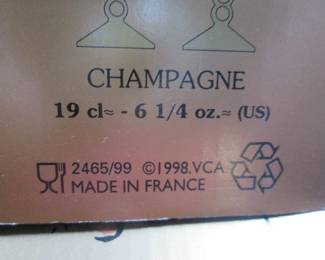 CHAMPAGNE
19 cl≈ - 6 1/4 oz.≈ (US)
2465/99 ©1998.VCA
MADE IN FRANCE